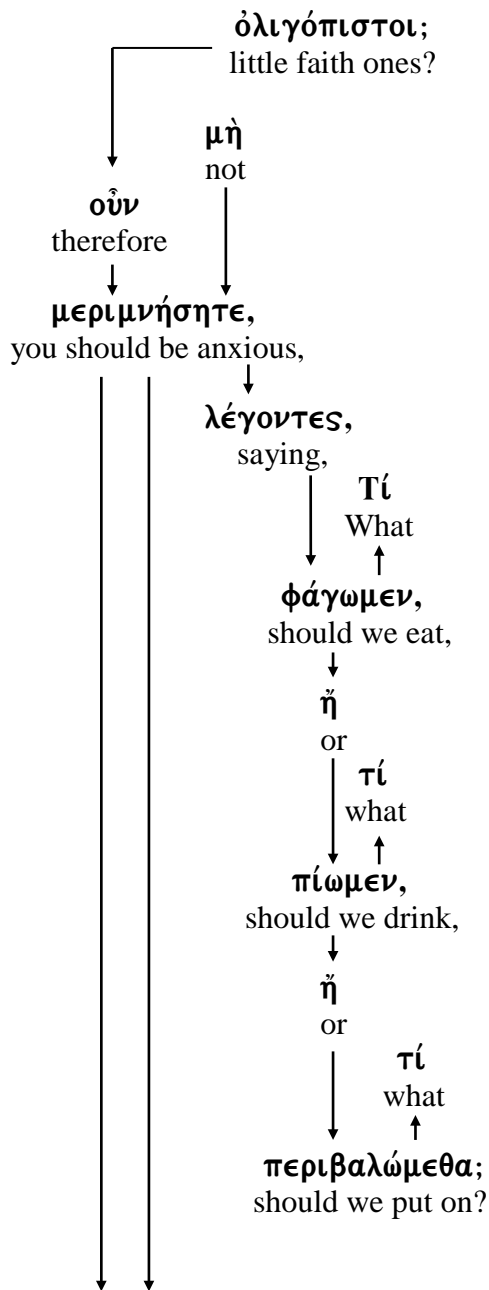 ὀλιγόπιστοι;
little faith ones?
μὴ
not
οὖν
therefore
μεριμνήσητε,
you should be anxious,
λέγοντες,
saying,
Τί
What
φάγωμεν,
should we eat,
ἤ
or
τί
what
πίωμεν,
should we drink,
ἤ
or
τί
what
περιβαλώμεθα;
should we put on?